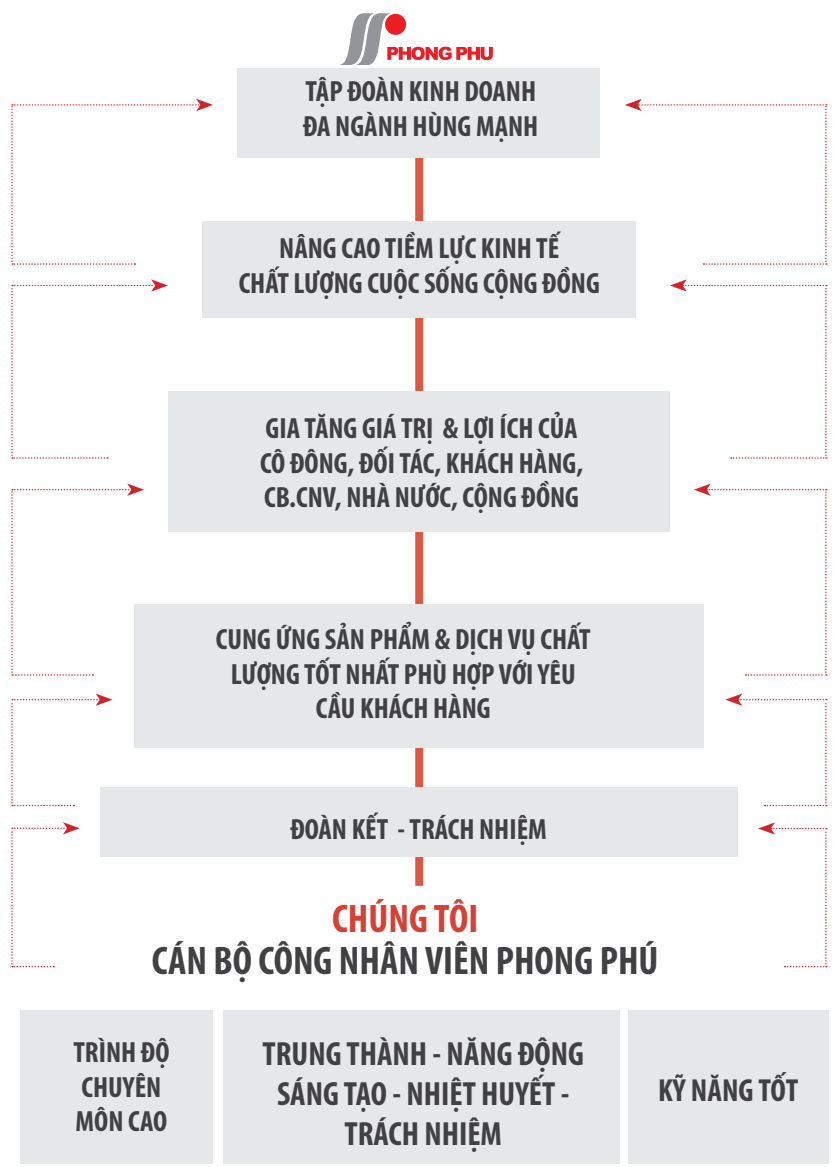 PHONG PHU
TẬP ĐOÀN KINH DOANH
ĐA NGÀNH HÙNG MẠNH
NÂNG CAO TIỀM LỰC KINH TẾ
CHẤT LƯỢNG CUỘC SỐNG CỘNG ĐỒNG
GIA TĂNG GIÁ TRỊ & LỢI ÍCH CỦA
CÔ ĐÔNG, ĐỐI TÁC, KHÁCH HÀNG,
CB.CNV, NHÀ NƯỚC, CỘNG ĐỒNG
CUNG ỨNG SẢN PHẨM & DỊCH VỤ CHẤT
LƯỢNG TỐT NHẤT PHÙ HỢP VỚI YÊU
CẦU KHÁCH HÀNG
ĐOÀN KẾT - TRÁCH NHIỆM
CHÚNG TÔI
CÁN BỘ CÔNG NHÂN VIÊN PHONG PHÚ
TRÌNH ĐỘ
CHUYÊN
MÔN CAO
TRUNG THÀNH - NĂNG ĐỘNG
SÁNG TẠO - NHIỆT HUYẾT -
TRÁCH NHIỆM
KỸ NĂNG TỐT